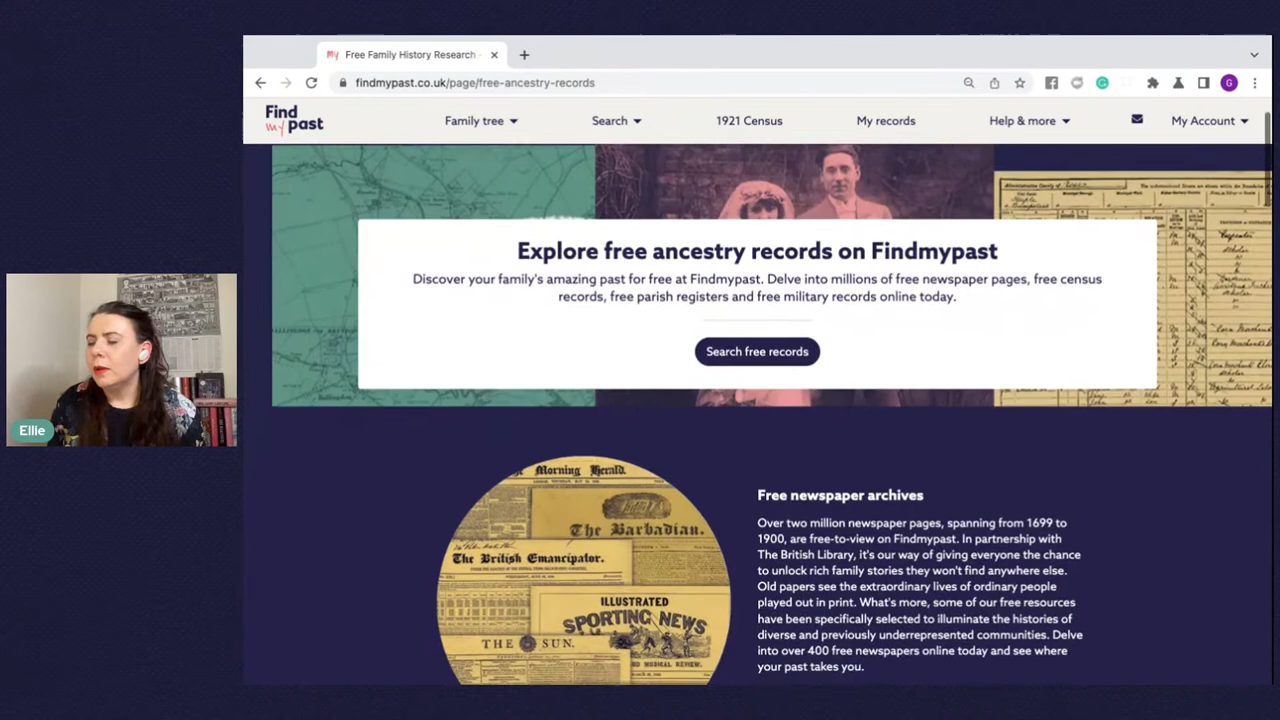 My Free Family History Research -
findmypast.co.uk/page/free-ancestry-records
G
Find my past
Family tree
Search
1921 Census
My records
Help & more
My Account
Explore free ancestry records on Findmypast
Discover your family's amazing past for free at Findmypast. Delve into millions of free newspaper pages, free census
records, free parish registers and free military records online today.
Search free records
Ellie
Morning Herald.
The Barbadian.
The British Emancipator.
ILLUSTRATED
SPORTING NEWS
THE SUN.
MEDICAL REVIEW.
Free newspaper archives
Over two million newspaper pages, spanning from 1699 to
1900, are free-to-view on Findmypast. In partnership with
The British Library, it's our way of giving everyone the chance
to unlock rich family stories they won't find anywhere else.
Old papers see the extraordinary lives of ordinary people
played out in print. What's more, some of our free resources
have been specifically selected to illuminate the histories of
diverse and previously underrepresented communities. Delve
into over 400 free newspapers online today and see where
your past takes you.